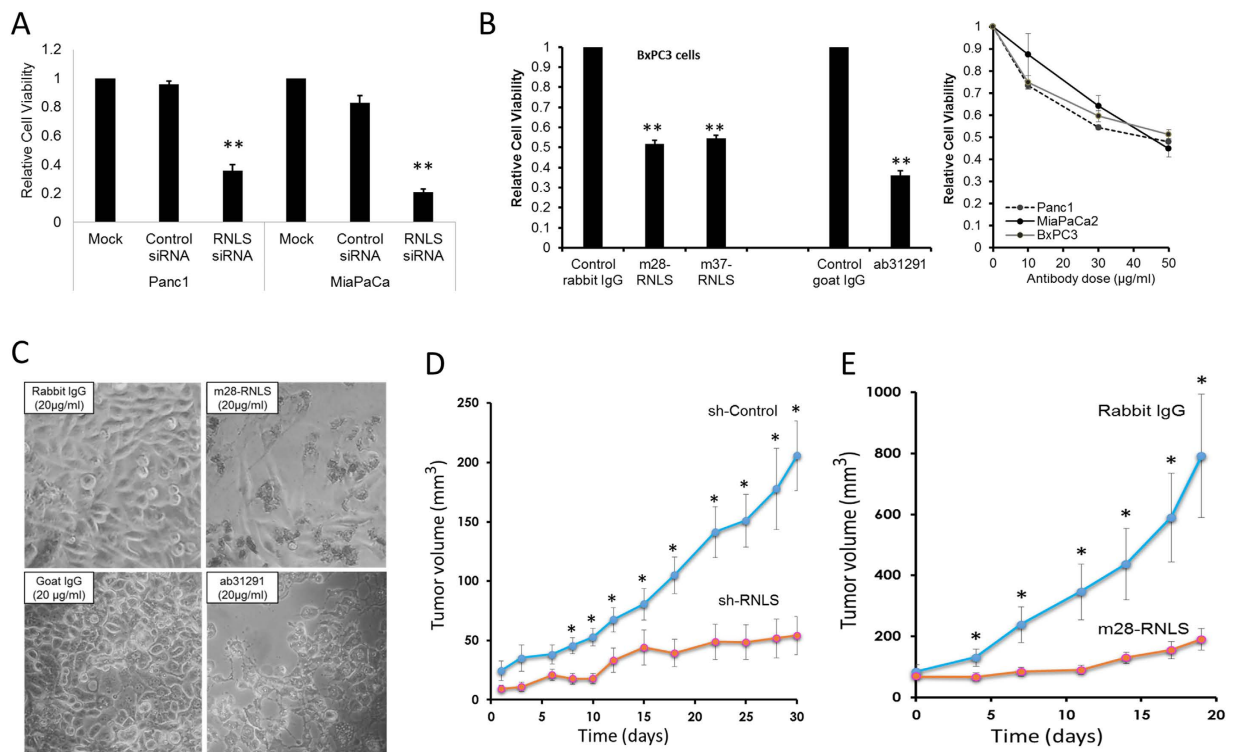 A
Relative Cell Viability
1.2
1
0.8
0.6
0.4
0.2
0
**
**
Mock
Control siRNA
RNLS siRNA
Mock
Control siRNA
RNLS siRNA
Panc1
MiaPaCa
B
Relative Cell Viability
1
0.9
0.8
0.7
0.6
0.5
0.4
0.3
0.2
0.1
0
BxPC3 cells
**
**
**
Control rabbit IgG
m28-RNLS
m37-RNLS
Control goat IgG
ab31291
Relative Cell Viability
1
0.9
0.8
0.7
0.6
0.5
0.4
0.3
0.2
0.1
0
Panc1
MiaPaCa2
BxPC3
0
10
30
50
Antibody dose (µg/ml)
C
Rabbit IgG
(20µg/ml)
m28-RNLS
(20µg/ml)
Goat IgG
(20 µg/ml)
ab31291
(20µg/ml)
D
Tumor volume (mm3)
250
200
150
100
50
0
sh-Control
sh-RNLS
* * * * * * * * *
0 5 10 15 20 25 30
Time (days)
E
Tumor volume (mm3)
1000
800
600
400
200
0
Rabbit IgG
m28-RNLS
* * * * * *
0 5 10 15 20
Time (days)